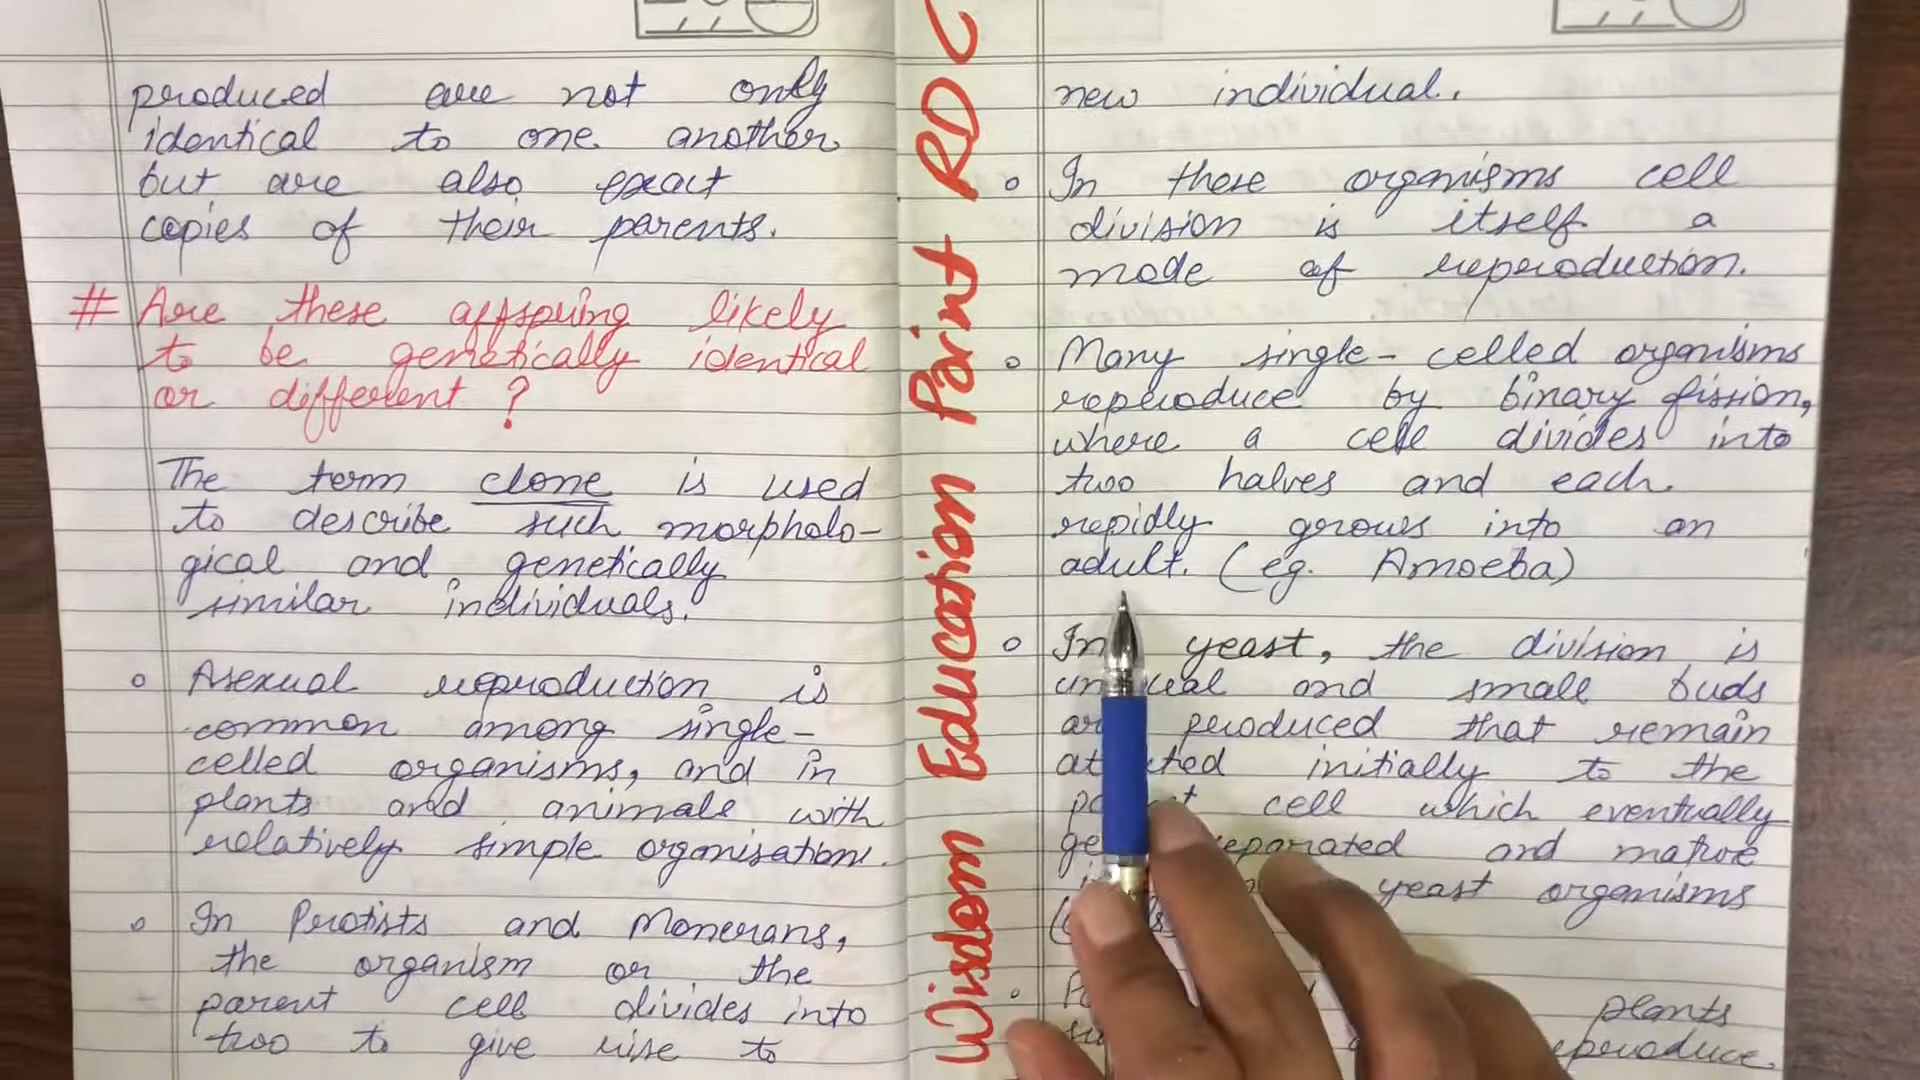 produced are not only
identical to one another
but are also exact
copies of their parents.
# Are these offspring likely
to be genetically identical
or different ?
The term clone is used
to describe such morpholo-
gical and genetically
similar individuals.
Asexual reproduction is
common among single-
celled organisms, and in
plants and animals with
relatively simple organisations.
In Protists and Monerans,
the organism or the
parent cell divides into
two to give rise to
Wisdom Education Point RDC
new individual.
In these organisms cell
division is itself a
mode of reproduction.
Many single-celled organisms
reproduce by binary fission,
where a cell divides into
two halves and each
rapidly grows into an
adult. (eg. Amoeba)
In yeast, the division is
and small buds
produced that remain
initially to the
cell which eventually
separated and mature
yeast organisms
plants
reproduce.